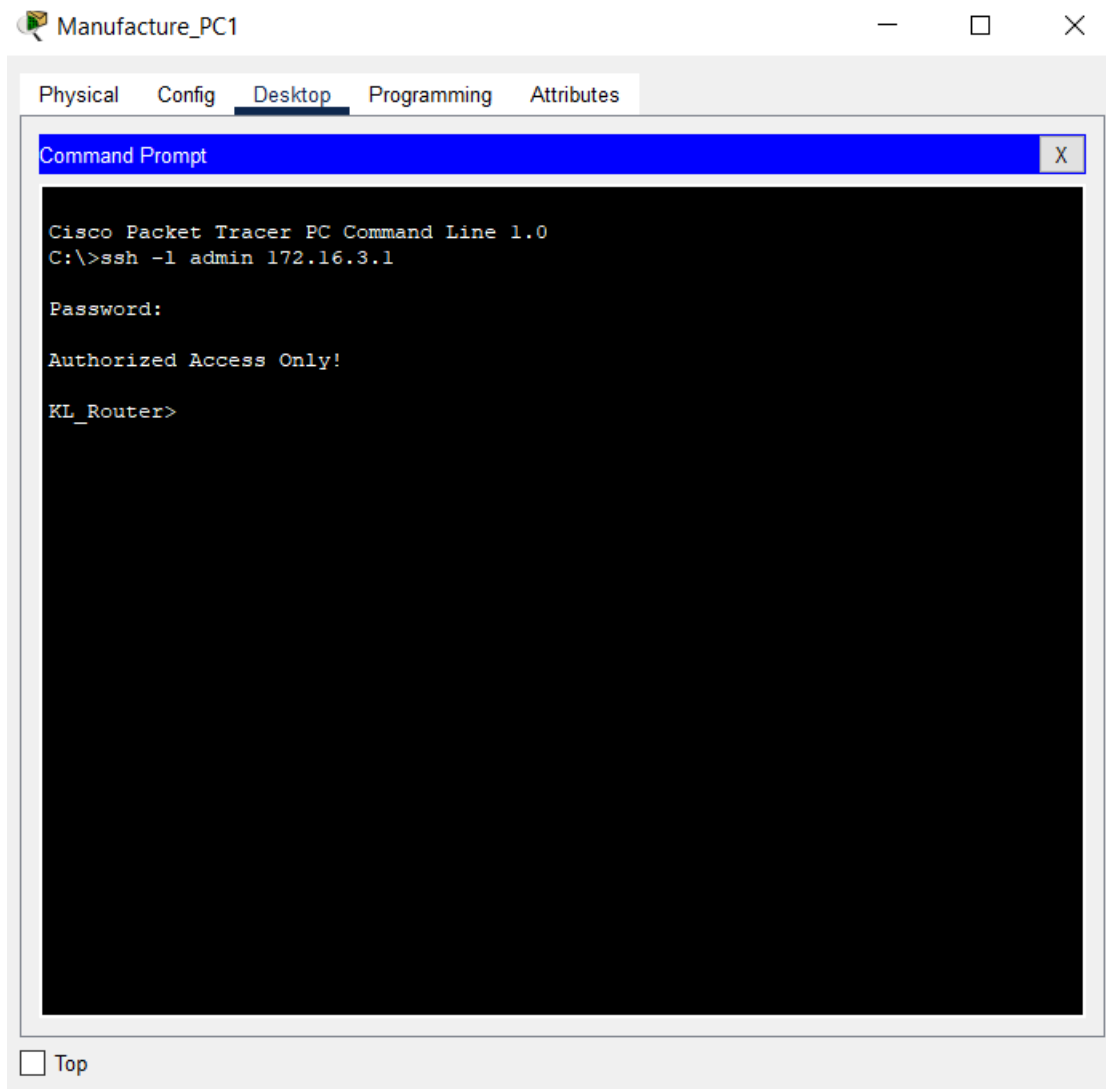 Manufacture_PC1
Physical Config Desktop Programming Attributes
Command Prompt X
Cisco Packet Tracer PC Command Line 1.0
C:\>ssh -l admin 172.16.3.1
Password:
Authorized Access Only!
KL_Router>
Top